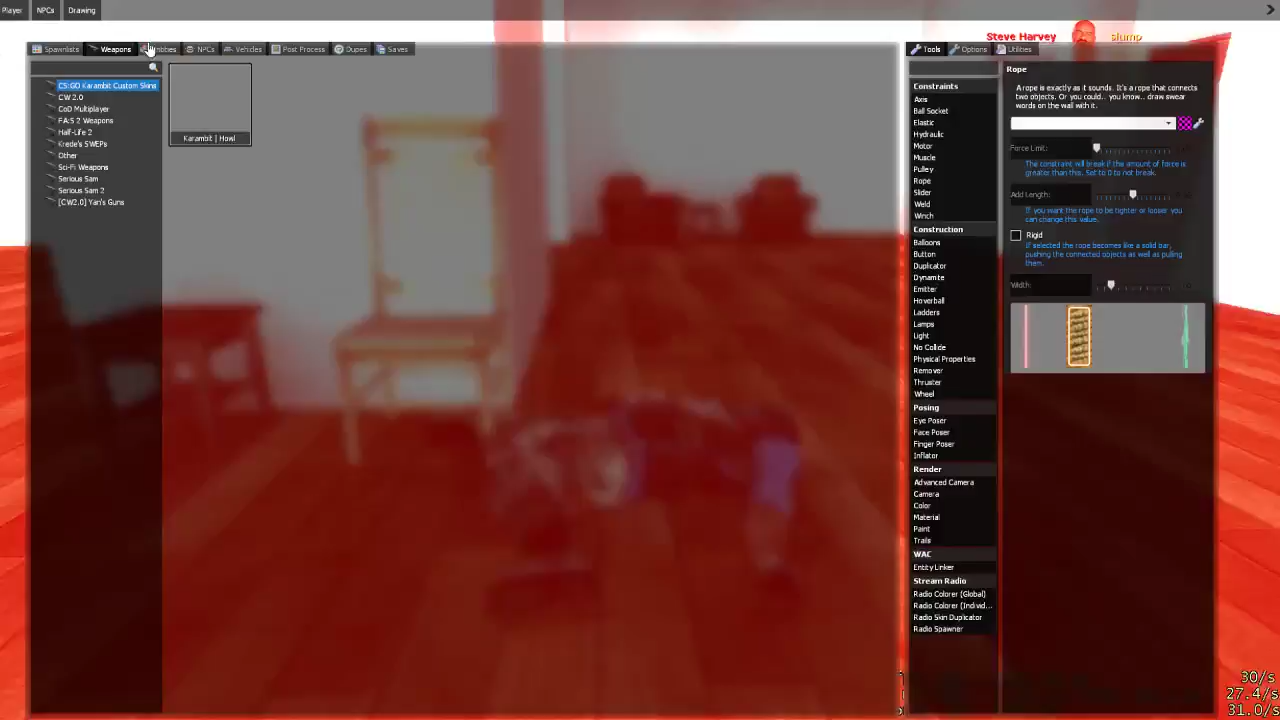 Player NPCs Drawing
Steve Harvey slump
Spawnlists Weapons Entities NPCs Vehicles Post Process Dupes Saves
CS:GO Karambit Custom Skins
CW 2.0
CoD Multiplayer
FA:S 2 Weapons
Half-Life 2
Krede's SWEPs
Other
Sci-Fi Weapons
Serious Sam
Serious Sam 2
[CW2.0] Yan's Guns
Karambit | Howl
Tools Options Utilities
Constraints
Axis
Ball Socket
Elastic
Hydraulic
Motor
Muscle
Pulley
Rope
Slider
Weld
Winch
Construction
Balloons
Button
Duplicator
Dynamite
Emitter
Hoverball
Ladders
Lamps
Light
No Collide
Physical Properties
Remover
Thruster
Wheel
Posing
Eye Poser
Face Poser
Finger Poser
Inflator
Render
Advanced Camera
Camera
Color
Material
Paint
Trails
WAC
Entity Linker
Stream Radio
Radio Colorer (Global)
Radio Colorer (Individ...
Radio Skin Duplicator
Radio Spawner
Rope
A rope is exactly as it sounds. It's a rope that connects
two objects. Or you could.. you know.. draw swear
words on the wall with it.
Force Limit:
The constraint will break if the amount of force is
greater than this. Set to 0 to not break.
Add Length:
If you want the rope to be tighter or looser you
can change this value.
Rigid
If selected the rope becomes like a solid bar,
pushing the connected objects as well as pulling
them.
Width:
30/s
27.4/s
31.0/s